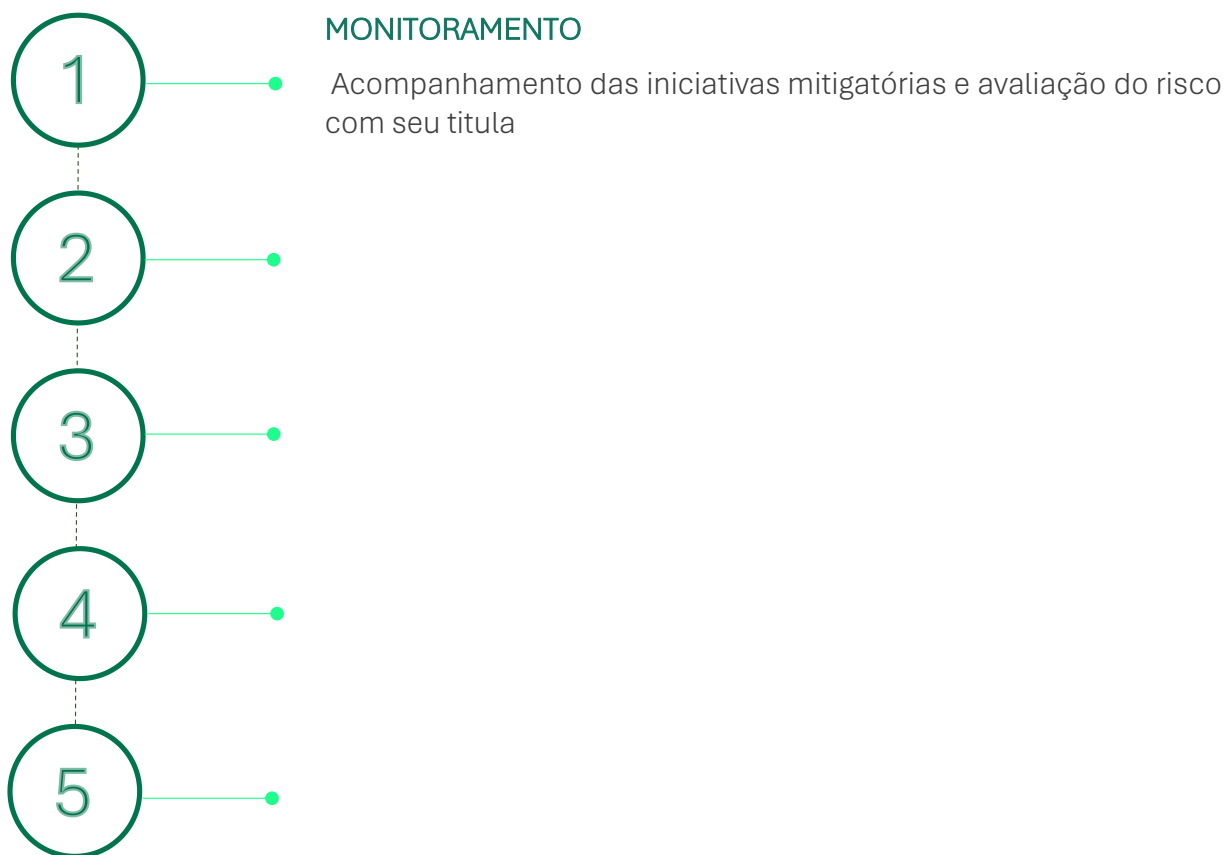 1
MONITORAMENTO
Acompanhamento das iniciativas mitigatórias e avaliação do risco
com seu titula
2
3
4
5